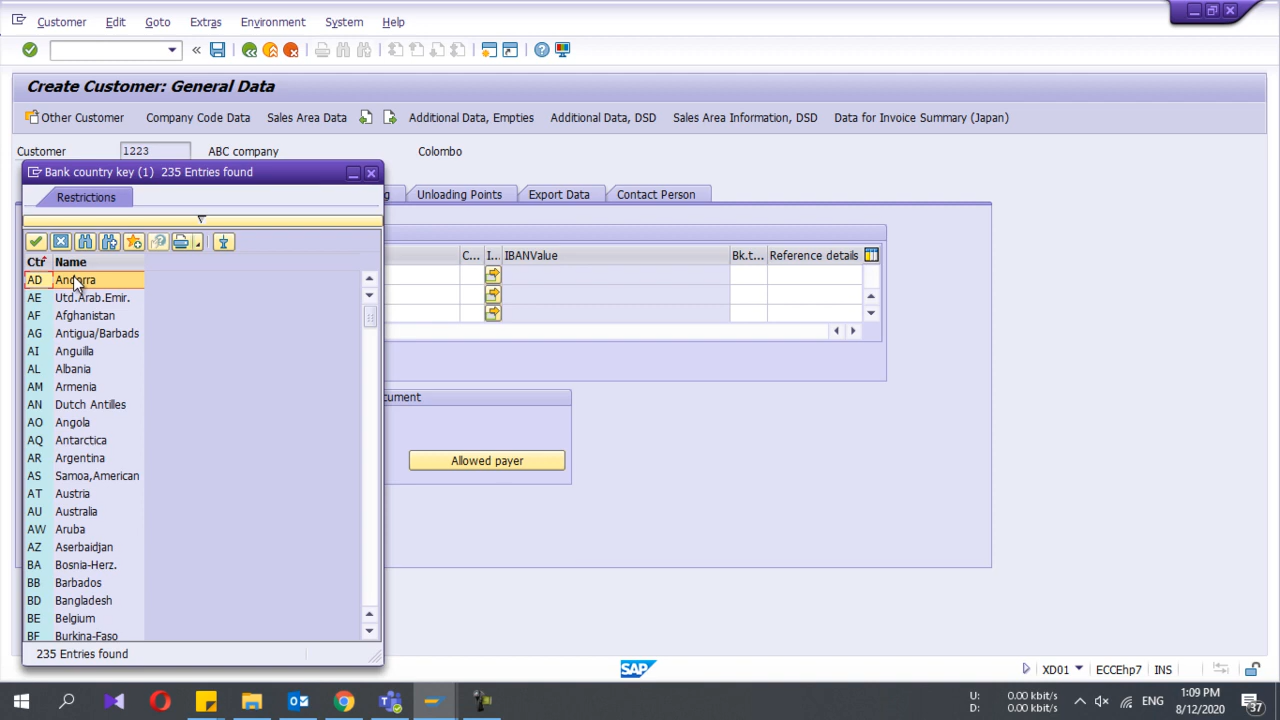 Customer Edit Goto Extras Environment System Help
Create Customer: General Data
Other Customer Company Code Data Sales Area Data Additional Data, Empties Additional Data, DSD Sales Area Information, DSD Data for Invoice Summary (Japan)
Customer 1223 ABC company Colombo
Bank country key (1) 235 Entries found
Unloading Points Export Data Contact Person
Restrictions
Ctr Name
C... I... IBANValue Bk.t... Reference details
AD Andorra
AE Utd.Arab.Emir.
AF Afghanistan
AG Antigua/Barbads
AI Anguilla
AL Albania
AM Armenia
AN Dutch Antilles
AO Angola
AQ Antarctica
AR Argentina
AS Samoa,American
AT Austria
AU Australia
AW Aruba
AZ Aserbaidjan
BA Bosnia-Herz.
BB Barbados
BD Bangladesh
BE Belgium
BF Burkina-Faso
235 Entries found
cument
Allowed payer
SAP
XD01 ECCEhp7 INS
U: 0.00 kbit/s
D: 0.00 kbit/s
ENG
1:09 PM
8/12/2020
37